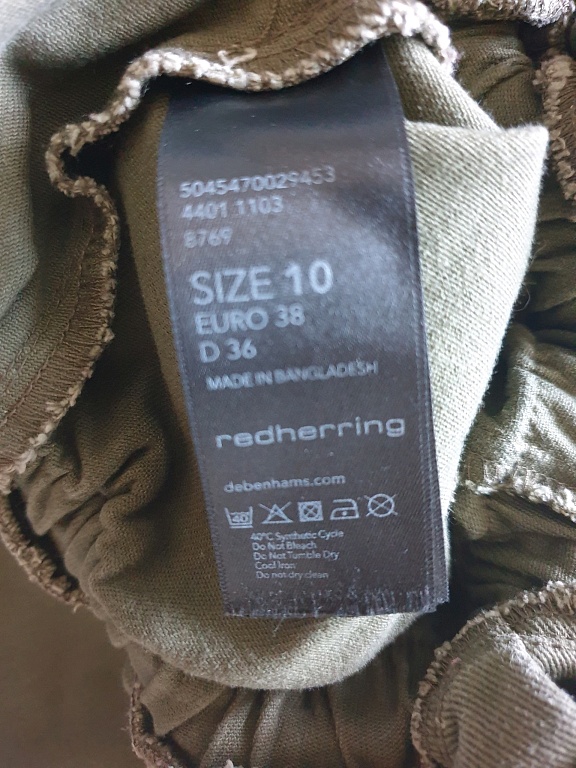 5045470029453
4401 1103
8769
SIZE 10
EURO 38
D 36
MADE IN BANGLADESH
redherring
debenhams.com
40
40°C Synthetic Cycle
Do Not Bleach
Do Not Tumble Dry
Cool Iron
Do not dry clean